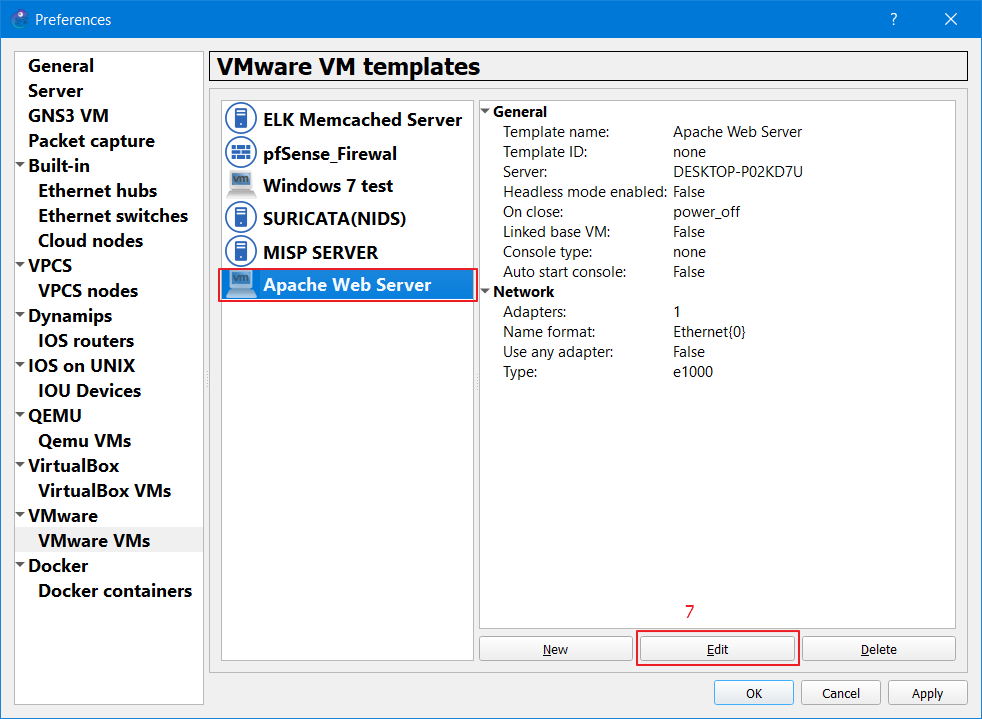 Preferences
?
General
Server
GNS3 VM
Packet capture
Built-in
Ethernet hubs
Ethernet switches
Cloud nodes
VPCS
VPCS nodes
Dynamips
IOS routers
IOS on UNIX
IOU Devices
QEMU
Qemu VMs
VirtualBox
VirtualBox VMs
VMware
VMware VMs
Docker
Docker containers
VMware VM templates
ELK Memcached Server
pfSense_Firewal
vm
Windows 7 test
SURICATA(NIDS)
MISP SERVER
vm
Apache Web Server
General
Template name: Apache Web Server
Template ID: none
Server: DESKTOP-P02KD7U
Headless mode enabled: False
On close: power_off
Linked base VM: False
Console type: none
Auto start console: False
Network
Adapters: 1
Name format: Ethernet{0}
Use any adapter: False
Type: e1000
7
New Edit Delete
OK Cancel Apply